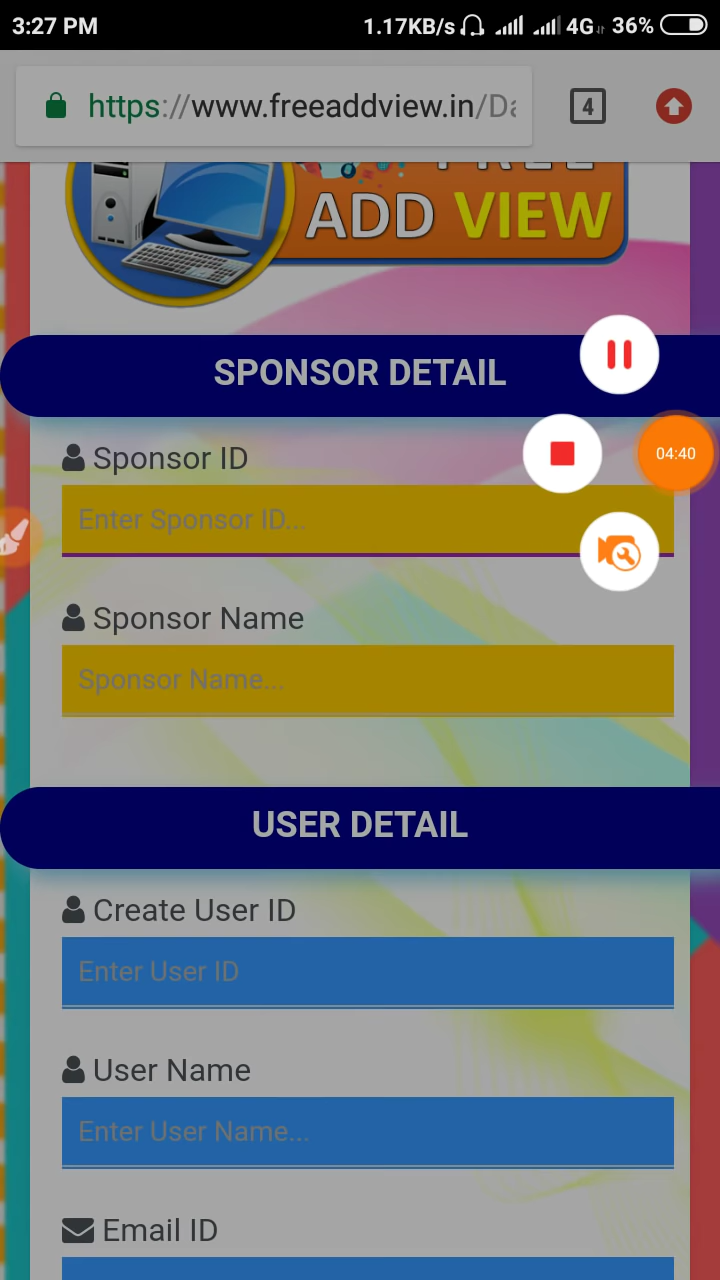 3:27 PM 1.17KB/s 4G 36%
https://www.freeaddview.in/Da
4
FREE
ADD VIEW
SPONSOR DETAIL
Sponsor ID
04:40
Enter Sponsor ID...
Sponsor Name
Sponsor Name...
USER DETAIL
Create User ID
Enter User ID
User Name
Enter User Name...
Email ID